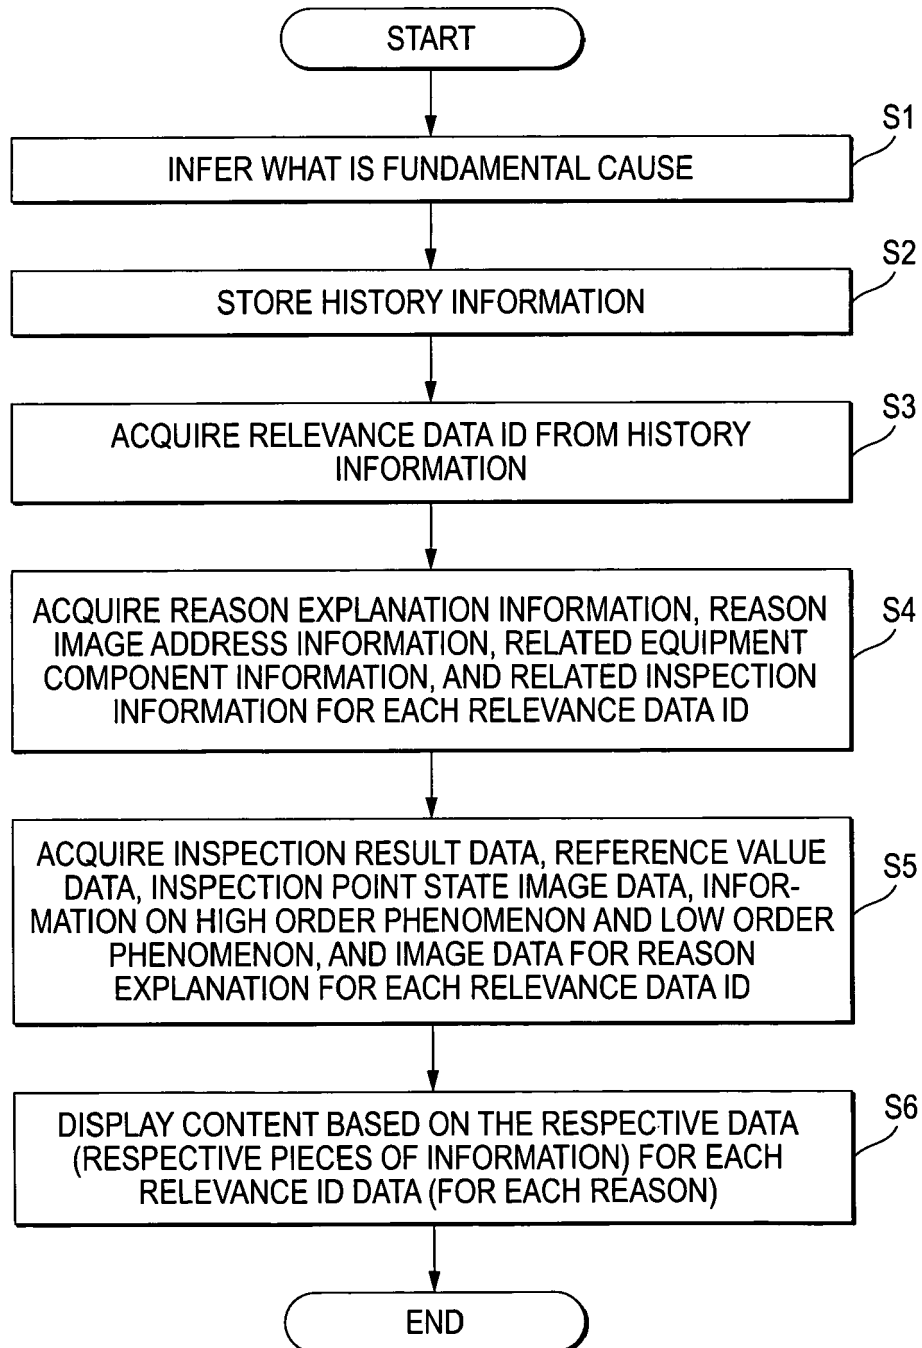 START
S1
INFER WHAT IS FUNDAMENTAL CAUSE
S2
STORE HISTORY INFORMATION
S3
ACQUIRE RELEVANCE DATA ID FROM HISTORY
INFORMATION
S4
ACQUIRE REASON EXPLANATION INFORMATION, REASON
IMAGE ADDRESS INFORMATION, RELATED EQUIPMENT
COMPONENT INFORMATION, AND RELATED INSPECTION
INFORMATION FOR EACH RELEVANCE DATA ID
S5
ACQUIRE INSPECTION RESULT DATA, REFERENCE VALUE
DATA, INSPECTION POINT STATE IMAGE DATA, INFOR-
MATION ON HIGH ORDER PHENOMENON AND LOW ORDER
PHENOMENON, AND IMAGE DATA FOR REASON
EXPLANATION FOR EACH RELEVANCE DATA ID
S6
DISPLAY CONTENT BASED ON THE RESPECTIVE DATA
(RESPECTIVE PIECES OF INFORMATION) FOR EACH
RELEVANCE ID DATA (FOR EACH REASON)
END